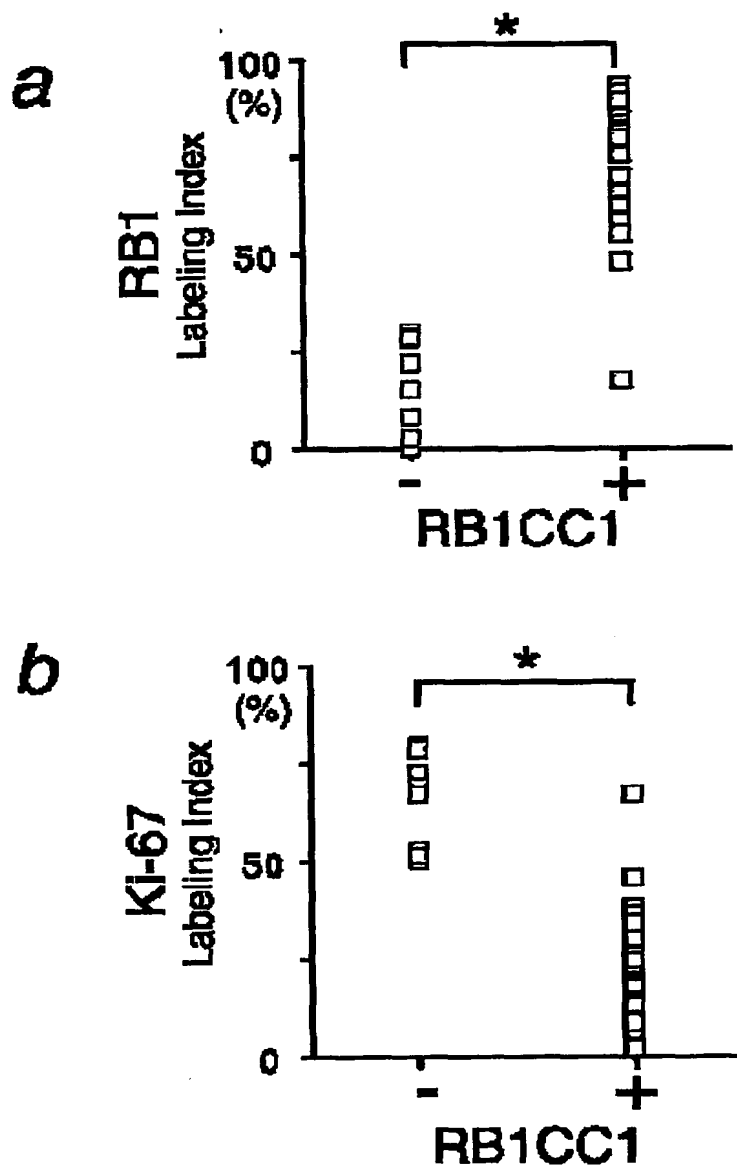 a
*
100
(%)
50
0
RB1
Labeling Index
- +
RB1CC1
b
*
100
(%)
50
0
Ki-67
Labeling Index
- +
RB1CC1